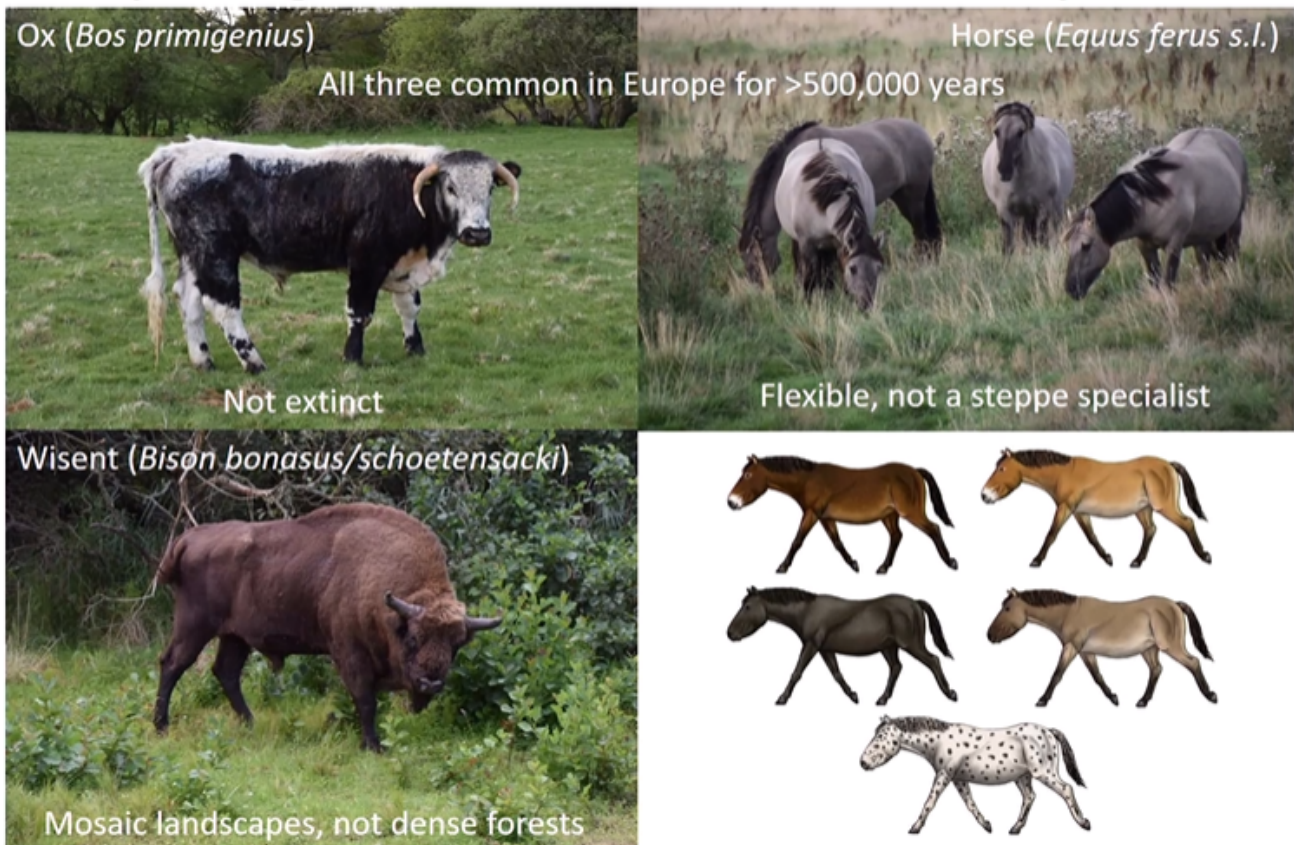 Ox (Bos primigenius)
Horse (Equus ferus s.l.)
All three common in Europe for >500,000 years
Not extinct
Flexible, not a steppe specialist
Wisent (Bison bonasus/schoetensacki)
Mosaic landscapes, not dense forests